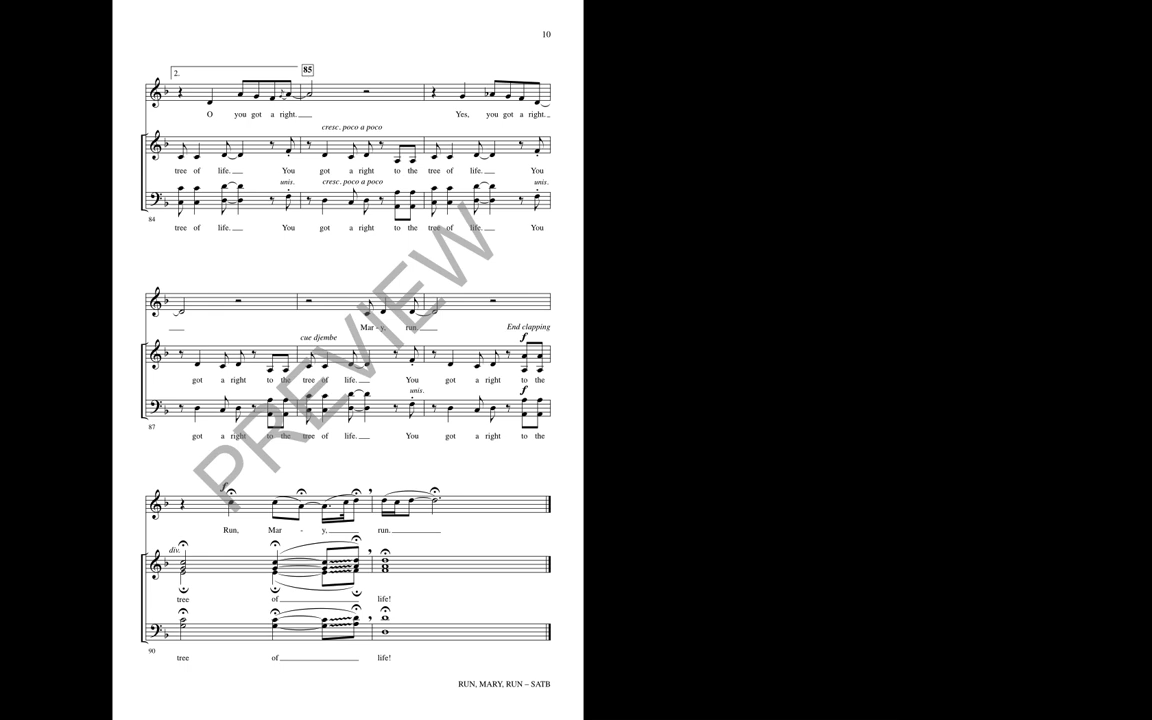 10
2.
85
O you got a right. Yes, you got a right.
cresc. poco a poco
tree of life. You got a right to the tree of life. You
unis. cresc. poco a poco unis.
84
tree of life. You got a right to the tree of life. You
Mar - y, run.
End clapping
cue djembe
f
got a right to the tree of life. You got a right to the
unis. f
87
got a right to the tree of life. You got a right to the
f
Run, Mar - y, run.
div.
tree of life!
90
tree of life!
RUN, MARY, RUN – SATB
PREVIEW